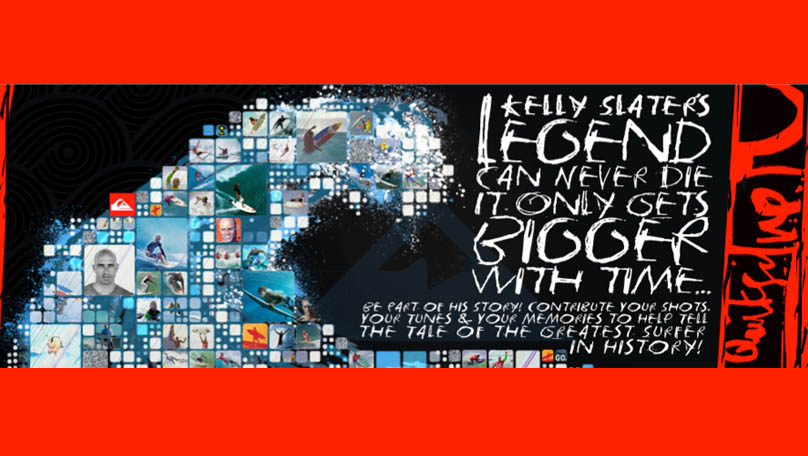 KELLY SLATER'S
LEGEND
CAN NEVER DIE
IT ONLY GETS
BIGGER
WITH TIME...
BE PART OF HIS STORY! CONTRIBUTE YOUR SHOTS,
YOUR TUNES & YOUR MEMORIES TO HELP TELL
THE TALE OF THE GREATEST SURFER
IN HISTORY!
GO.
Quiksilver